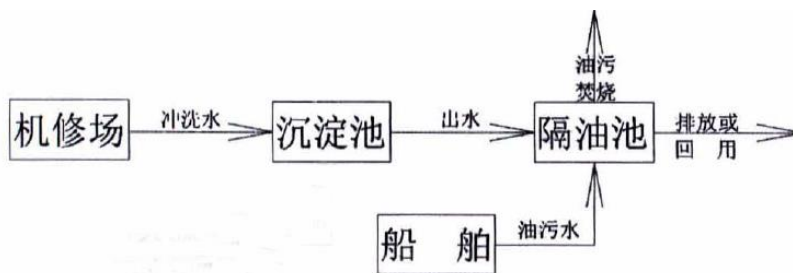 油污
焚烧
机修场
冲洗水
沉淀池
出水
隔油池
排放或
回 用
船 舶
油污水